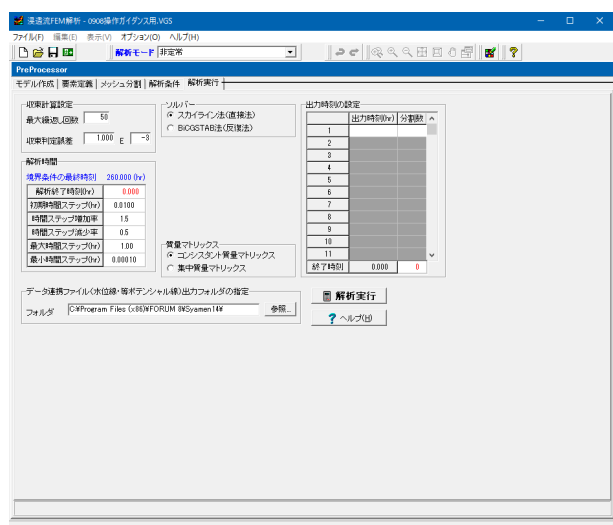 浸透流FEM解析 - 0908操作ガイダンス用.VGS
ファイル(F) 編集(E) 表示(V) オプション(O) ヘルプ(H)
解析モード 非定常
PreProcessor
モデル作成 要素定義 メッシュ分割 解析条件 解析実行
収束計算設定
最大繰返し回数 50
収束判定誤差 1.000 E -3
ソルバー
スカイライン法(直接法)
BiCGSTAB法(反復法)
解析時間
境界条件の最終時刻 260.000 (hr)
解析終了時刻(hr) 0.000
初期時間ステップ(hr) 0.0100
時間ステップ増加率 1.5
時間ステップ減少率 0.5
最大時間ステップ(hr) 1.00
最小時間ステップ(hr) 0.00010
質量マトリックス
コンシスタント質量マトリックス
集中質量マトリックス
出力時刻の設定
出力時刻(hr) 分割数
1
2
3
4
5
6
7
8
9
10
11
終了時刻 0.000 0
データ連携ファイル(水位線・等ポテンシャル線)出力フォルダの指定
フォルダ C:¥Program Files (x86)¥FORUM 8¥Syamen14¥ 参照...
解析実行
ヘルプ(H)